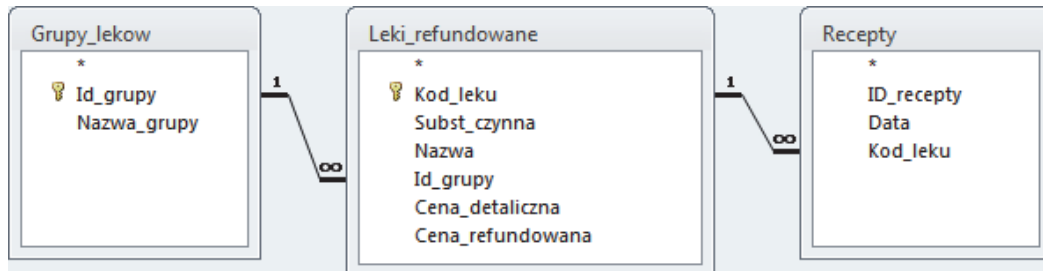 Grupy_lekow
*
Id_grupy
Nazwa_grupy
1
∞
Leki_refundowane
*
Kod_leku
Subst_czynna
Nazwa
Id_grupy
Cena_detaliczna
Cena_refundowana
1
∞
Recepty
*
ID_recepty
Data
Kod_leku